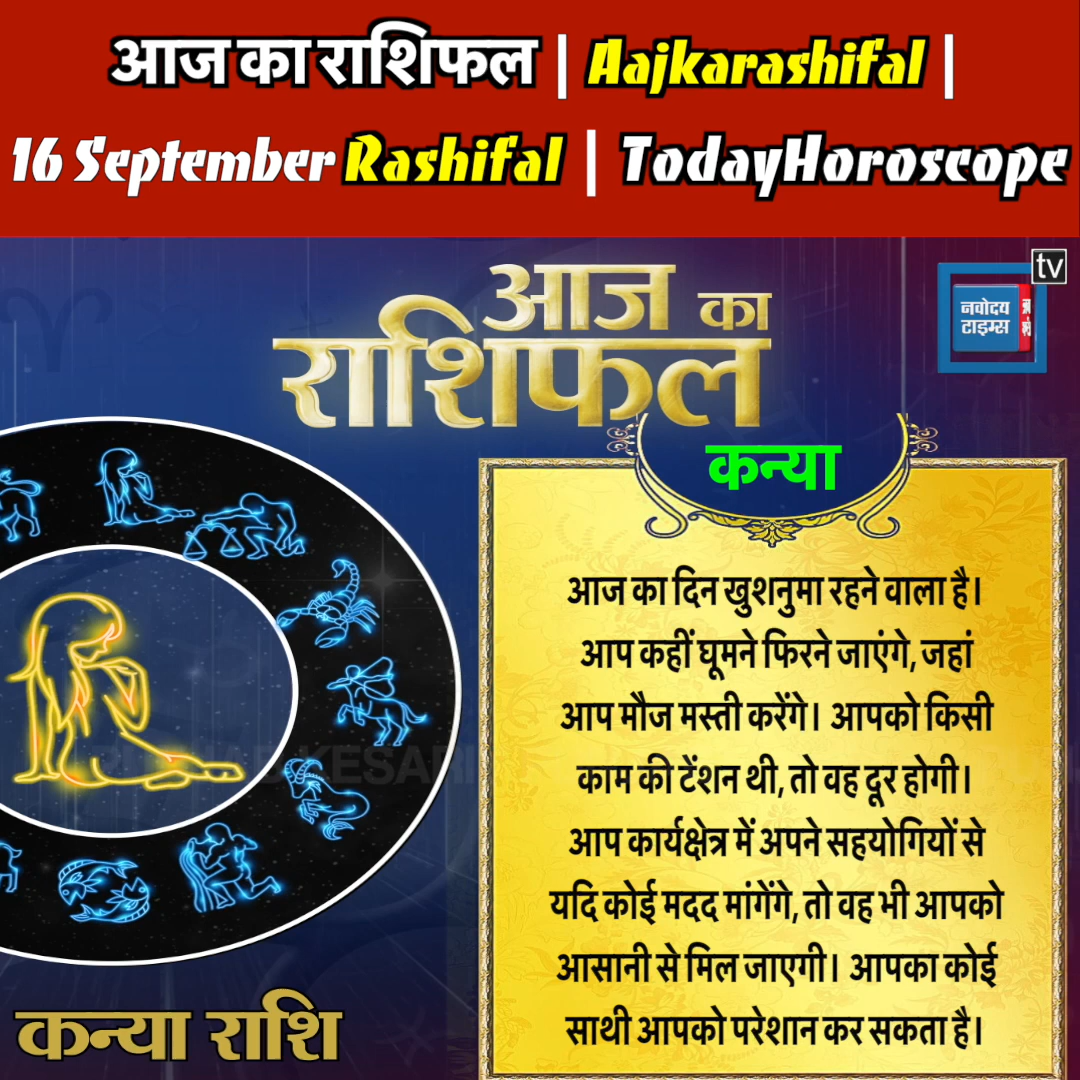 आज का राशिफल | Aajkarashifal |
16 September Rashifal | TodayHoroscope
tv
नवोदय
टाइम्स
आज का
राशिफल
कन्या
आज का दिन खुशनुमा रहने वाला है।
आप कहीं घूमने फिरने जाएंगे, जहां
आप मौज मस्ती करेंगे। आपको किसी
काम की टेंशन थी, तो वह दूर होगी।
आप कार्यक्षेत्र में अपने सहयोगियों से
यदि कोई मदद मांगेंगे, तो वह भी आपको
आसानी से मिल जाएगी। आपका कोई
साथी आपको परेशान कर सकता है।
कन्या राशि